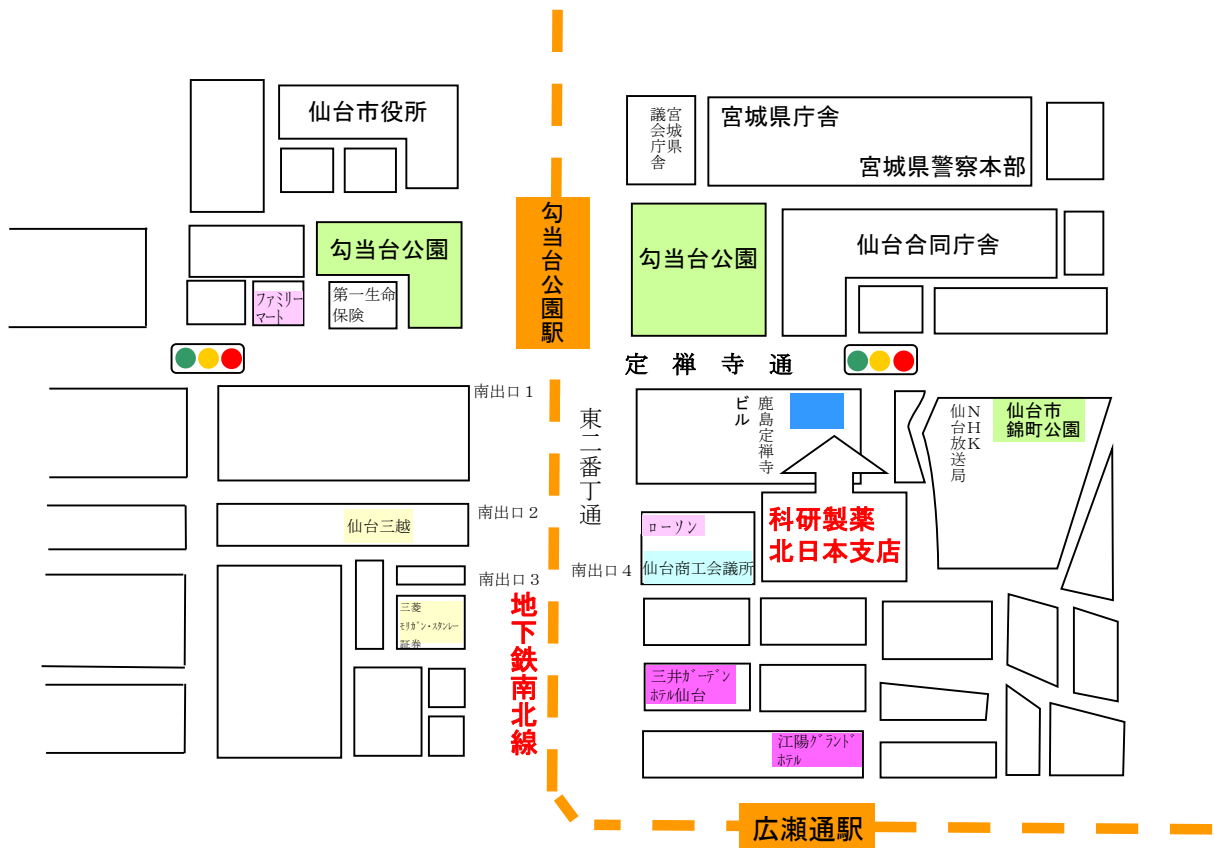 仙台市役所
宮城県
議会庁舎
宮城県庁舎
宮城県警察本部
勾当台公園
勾当台公園駅
勾当台公園
仙台合同庁舎
ファミリー
マート
第一生命
保険
定禅寺通
南出口1
東二番丁通
鹿島定禅寺
ビル
NHK
仙台放送局
仙台市
錦町公園
仙台三越
南出口2
ローソン
科研製薬
北日本支店
南出口3
南出口4
仙台商工会議所
三菱
モリガン・スタンレー
証券
地下鉄南北線
三井ガーデン
ホテル仙台
江陽グランド
ホテル
広瀬通駅